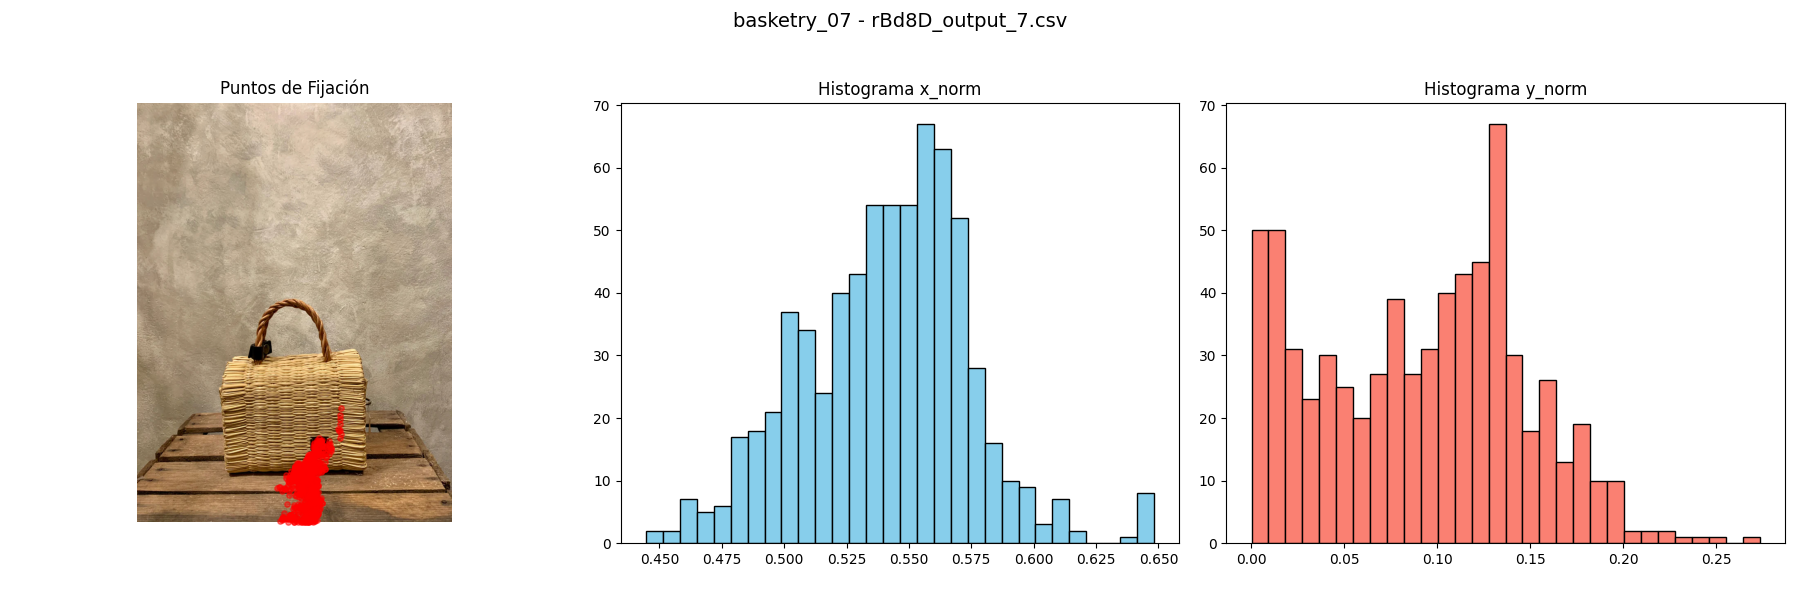 basketry_07 - rBd8D_output_7.csv
Puntos de Fijación
Histograma x_norm
70
60
50
40
30
20
10
0
0.450 0.475 0.500 0.525 0.550 0.575 0.600 0.625 0.650
Histograma y_norm
70
60
50
40
30
20
10
0
0.00 0.05 0.10 0.15 0.20 0.25